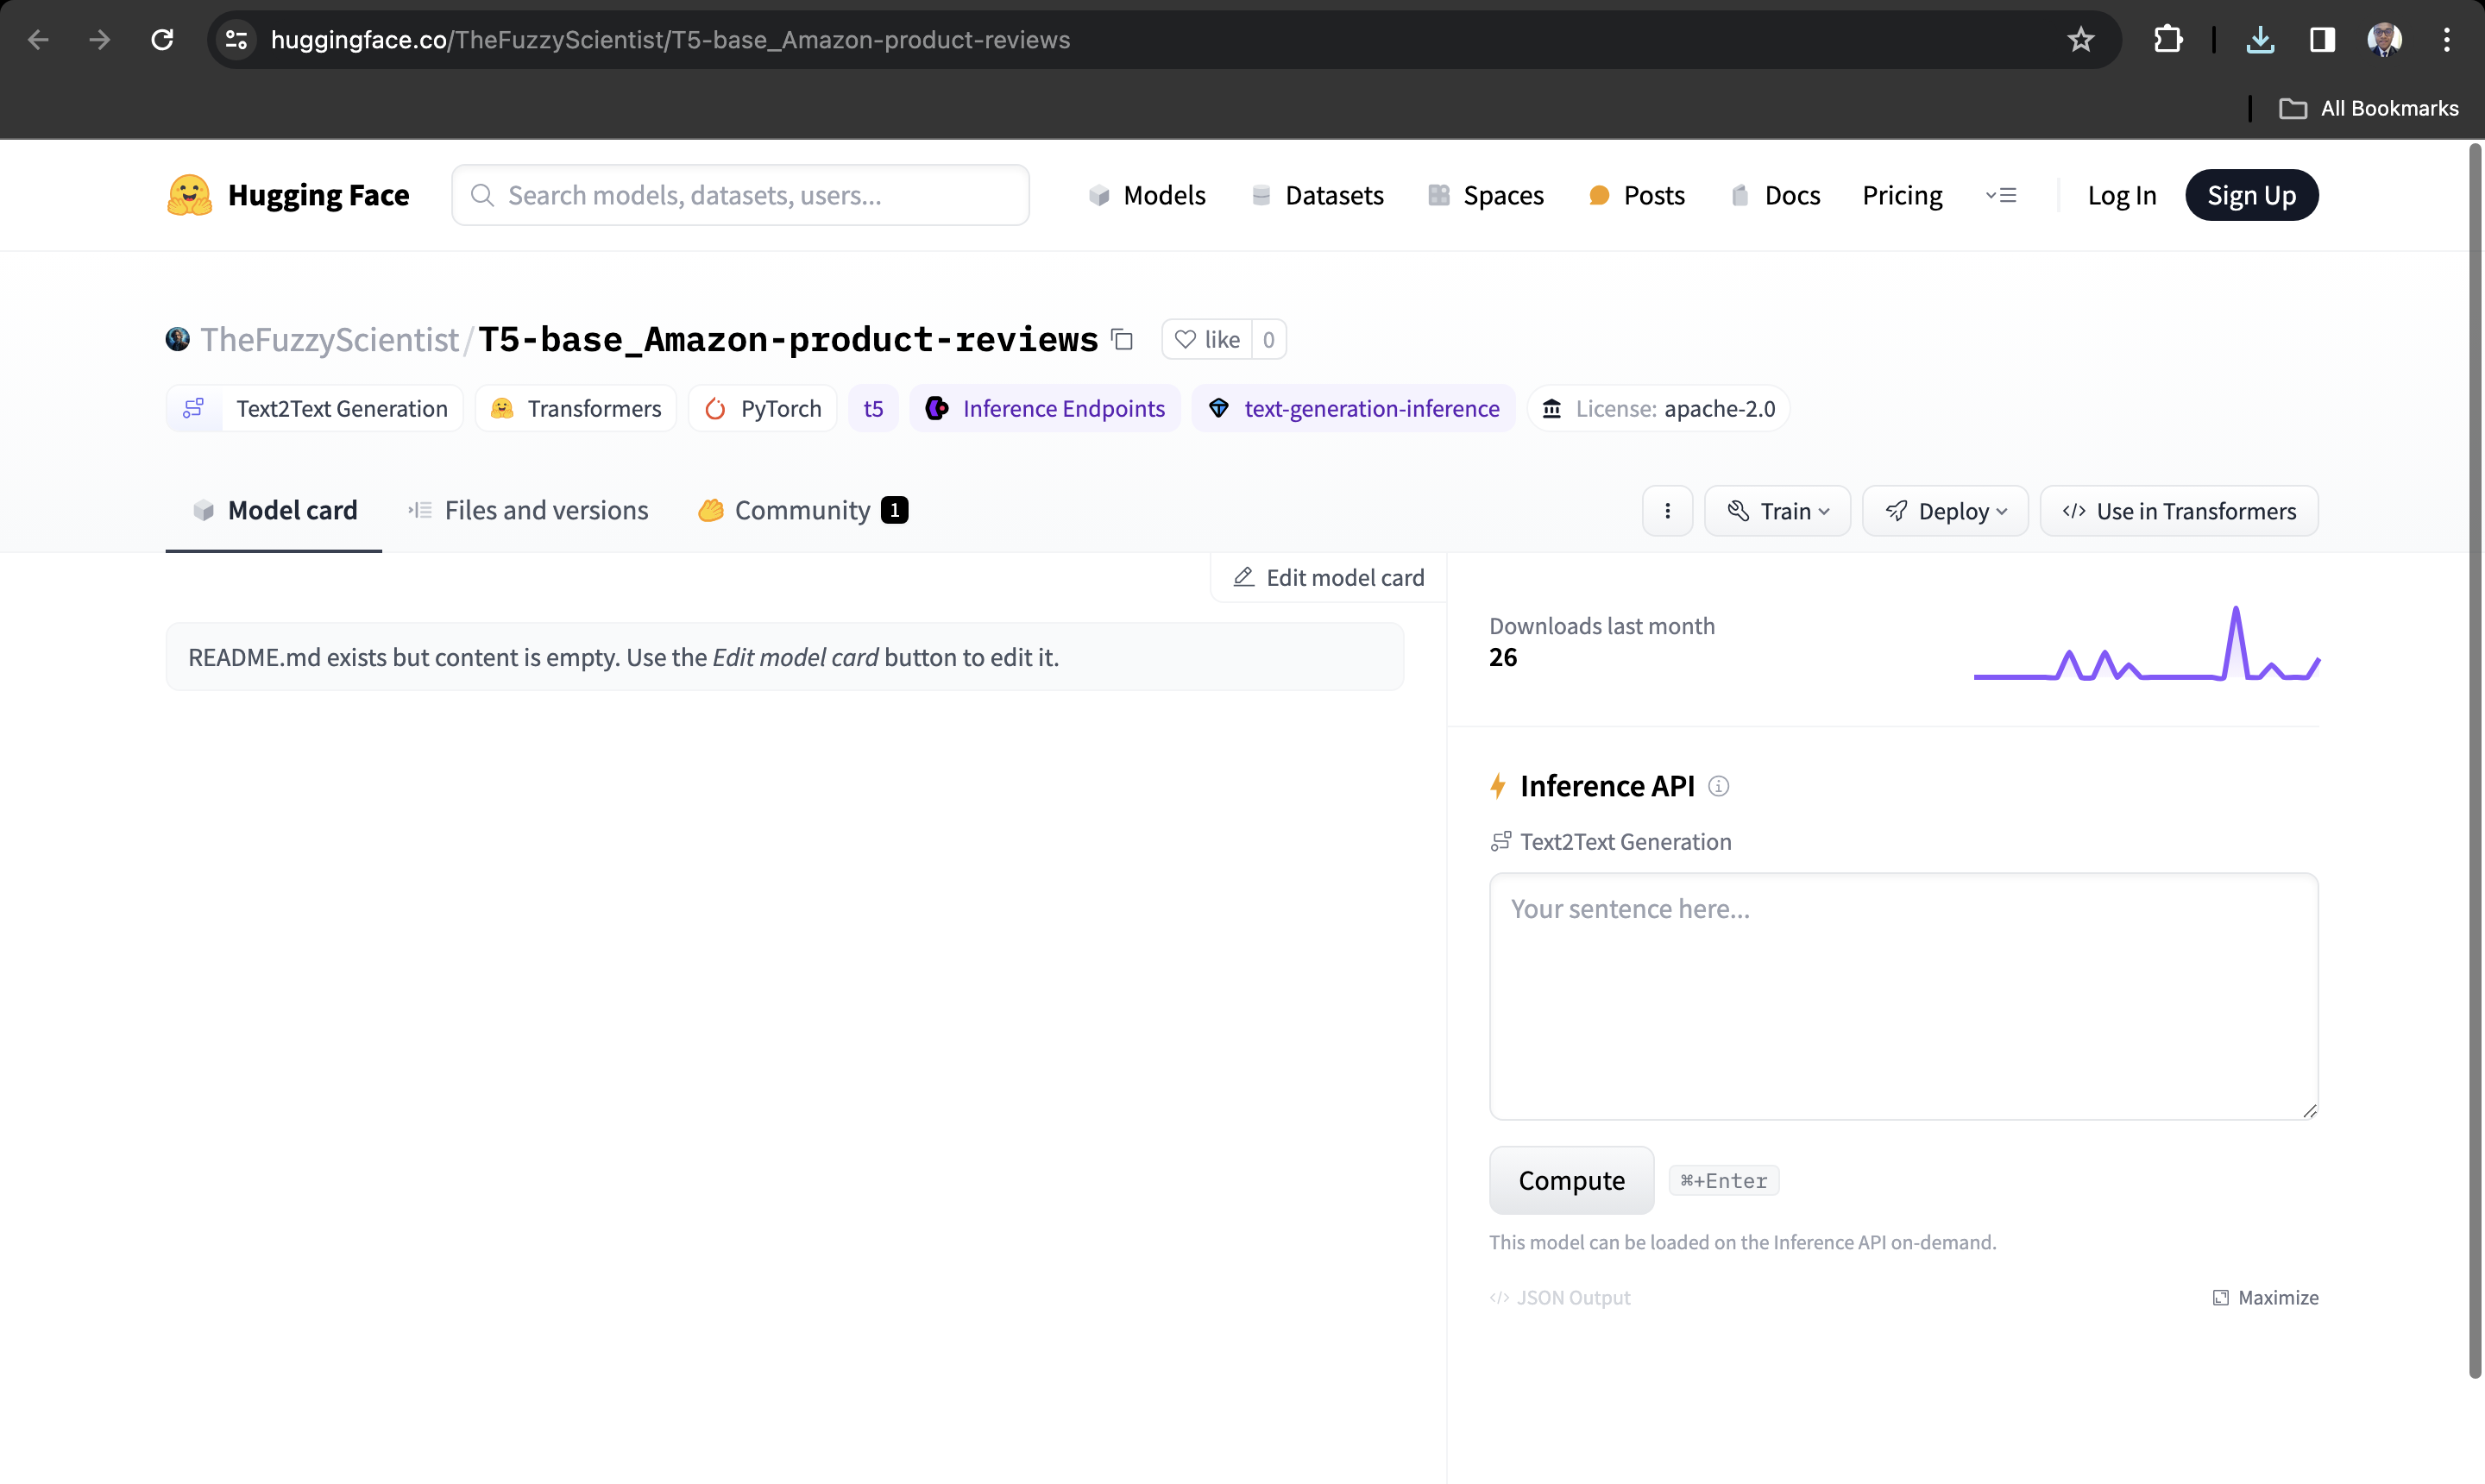 huggingface.co/TheFuzzyScientist/T5-base_Amazon-product-reviews
All Bookmarks
Hugging Face
Search models, datasets, users...
Models
Datasets
Spaces
Posts
Docs
Pricing
Log In
Sign Up
TheFuzzyScientist/T5-base_Amazon-product-reviews
like 0
Text2Text Generation
Transformers
PyTorch
t5
Inference Endpoints
text-generation-inference
License: apache-2.0
Model card
Files and versions
Community 1
Train
Deploy
</> Use in Transformers
Edit model card
README.md exists but content is empty. Use the Edit model card button to edit it.
Downloads last month
26
Inference API
Text2Text Generation
Your sentence here...
Compute
⌘+Enter
This model can be loaded on the Inference API on-demand.
</> JSON Output
Maximize